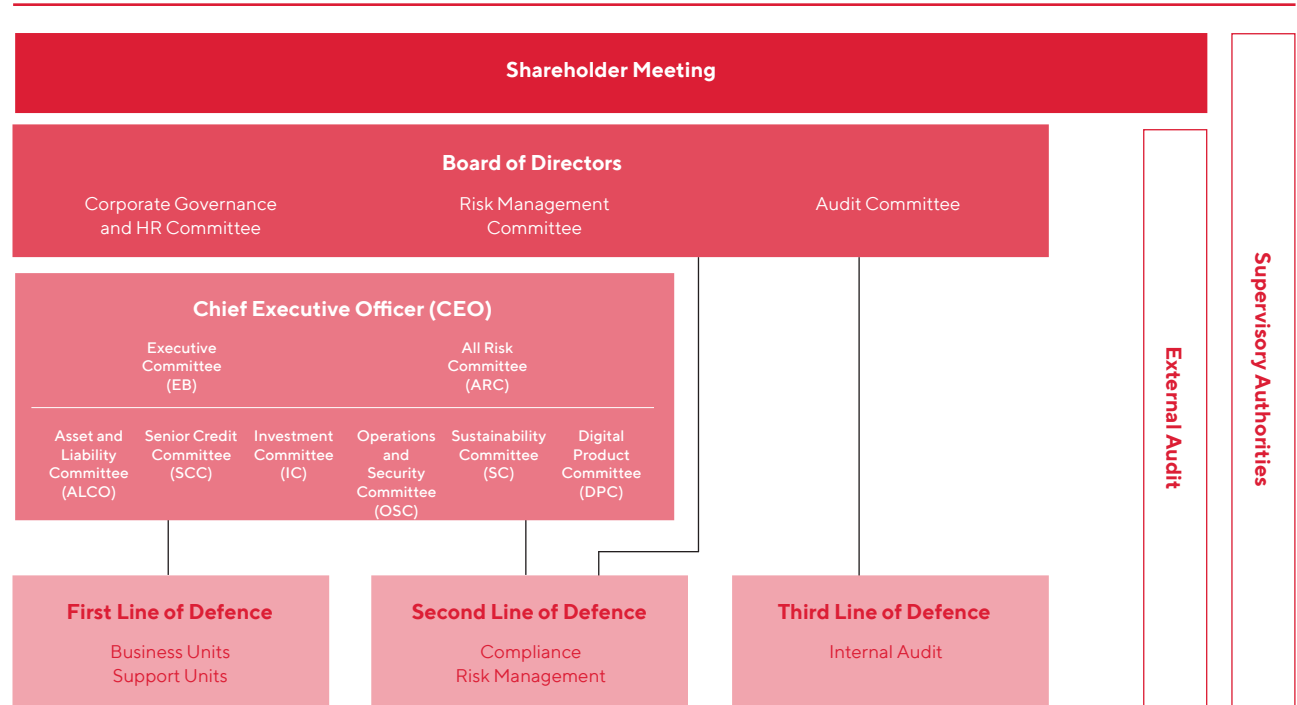 Shareholder Meeting
Board of Directors
Corporate Governance
and HR Committee
Risk Management
Committee
Audit Committee
Chief Executive Officer (CEO)
Executive
Committee
(EB)
All Risk
Committee
(ARC)
Asset and
Liability
Committee
(ALCO)
Senior Credit
Committee
(SCC)
Investment
Committee
(IC)
Operations
and
Security
Committee
(OSC)
Sustainability
Committee
(SC)
Digital
Product
Committee
(DPC)
First Line of Defence
Business Units
Support Units
Second Line of Defence
Compliance
Risk Management
Third Line of Defence
Internal Audit
External Audit
Supervisory Authorities